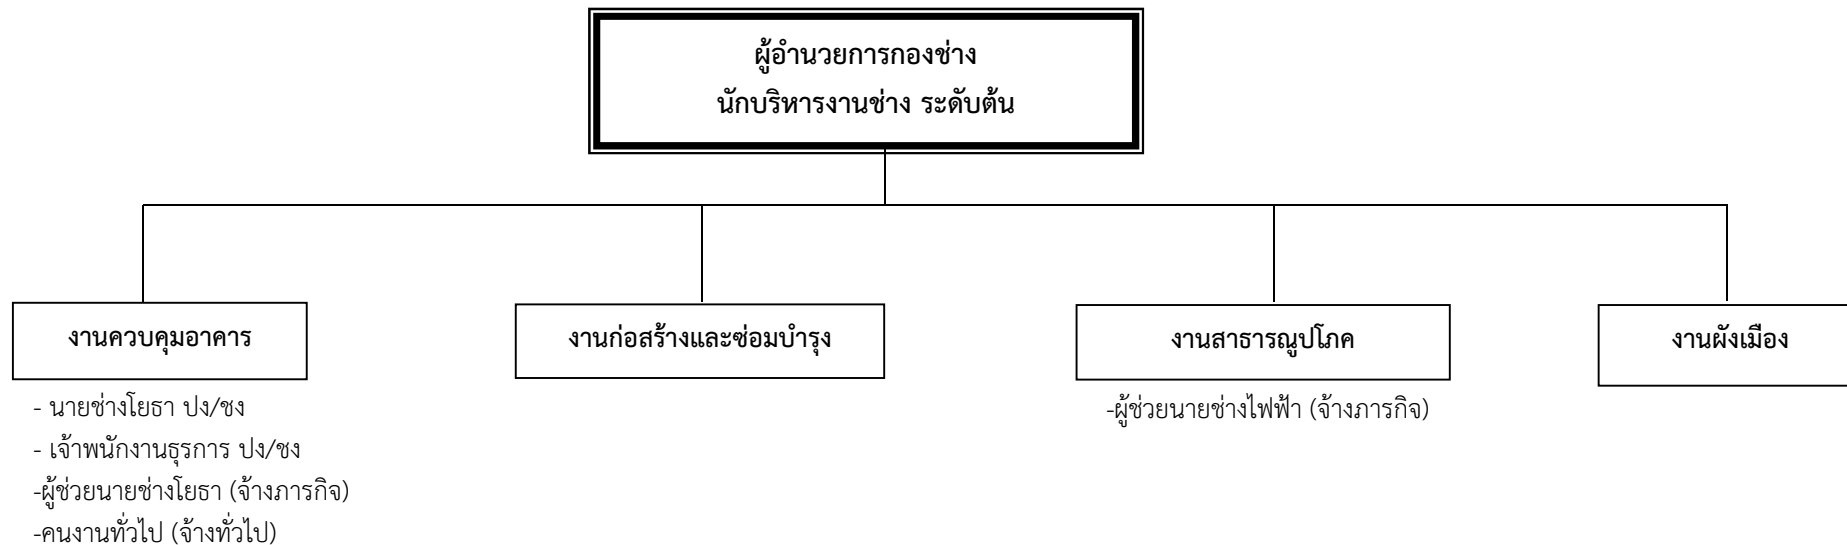 ผู้อำนวยการกองช่าง
นักบริหารงานช่าง ระดับต้น
งานควบคุมอาคาร
งานก่อสร้างและซ่อมบำรุง
งานสาธารณูปโภค
งานผังเมือง
- นายช่างโยธา ปง/ชง
- เจ้าพนักงานธุรการ ปง/ชง
-ผู้ช่วยนายช่างโยธา (จ้างภารกิจ)
-คนงานทั่วไป (จ้างทั่วไป)
-ผู้ช่วยนายช่างไฟฟ้า (จ้างภารกิจ)